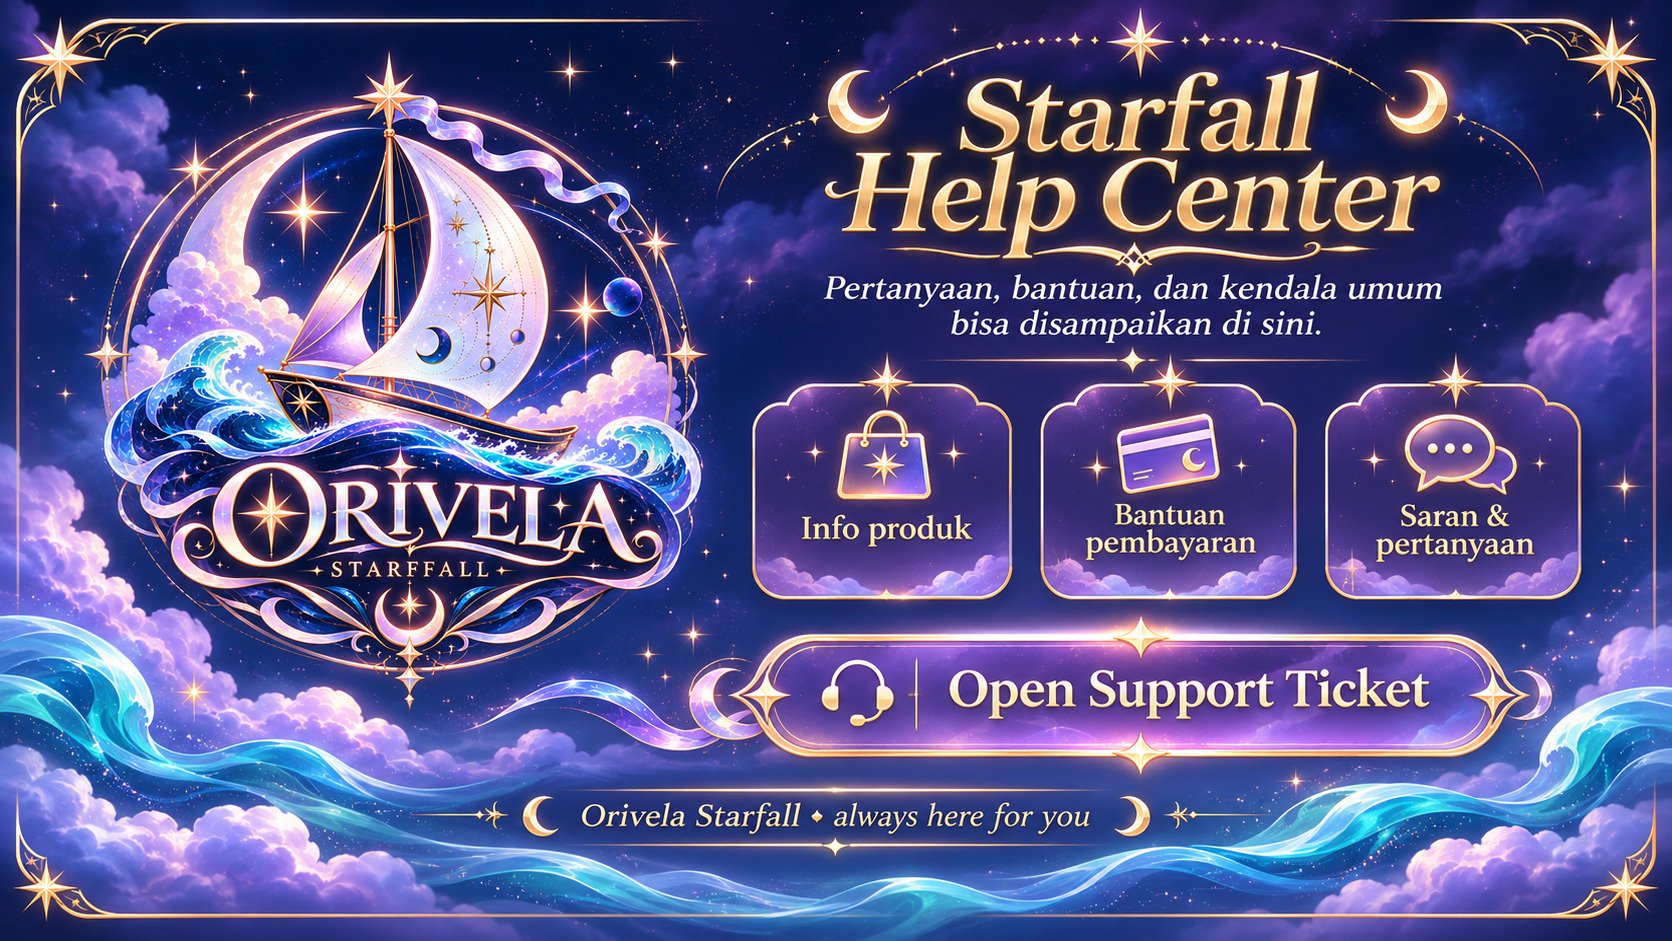 Starfall
Help Center
Pertanyaan, bantuan, dan kendala umum
bisa disampaikan di sini.
ORIVELA
STARFFALL
Info produk
Bantuan
pembayaran
Saran &
pertanyaan
Open Support Ticket
Orivela Starfall ✦ always here for you